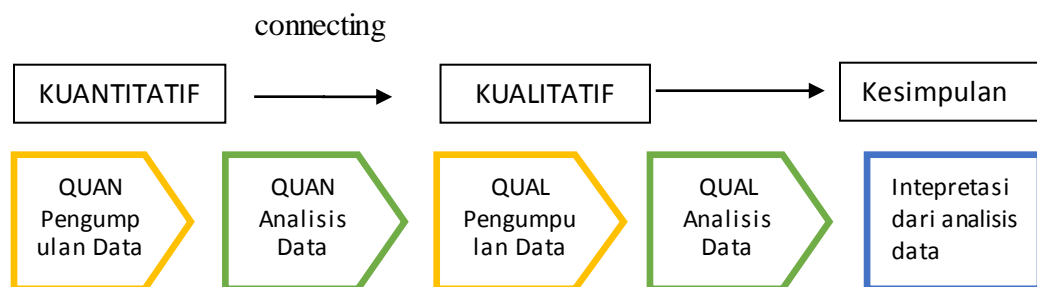 connecting
KUANTITATIF
KUALITATIF
Kesimpulan
QUAN
Pengump
ulan Data
QUAN
Analisis
Data
QUAL
Pengumpu
lan Data
QUAL
Analisis
Data
Intepretasi
dari analisis
data